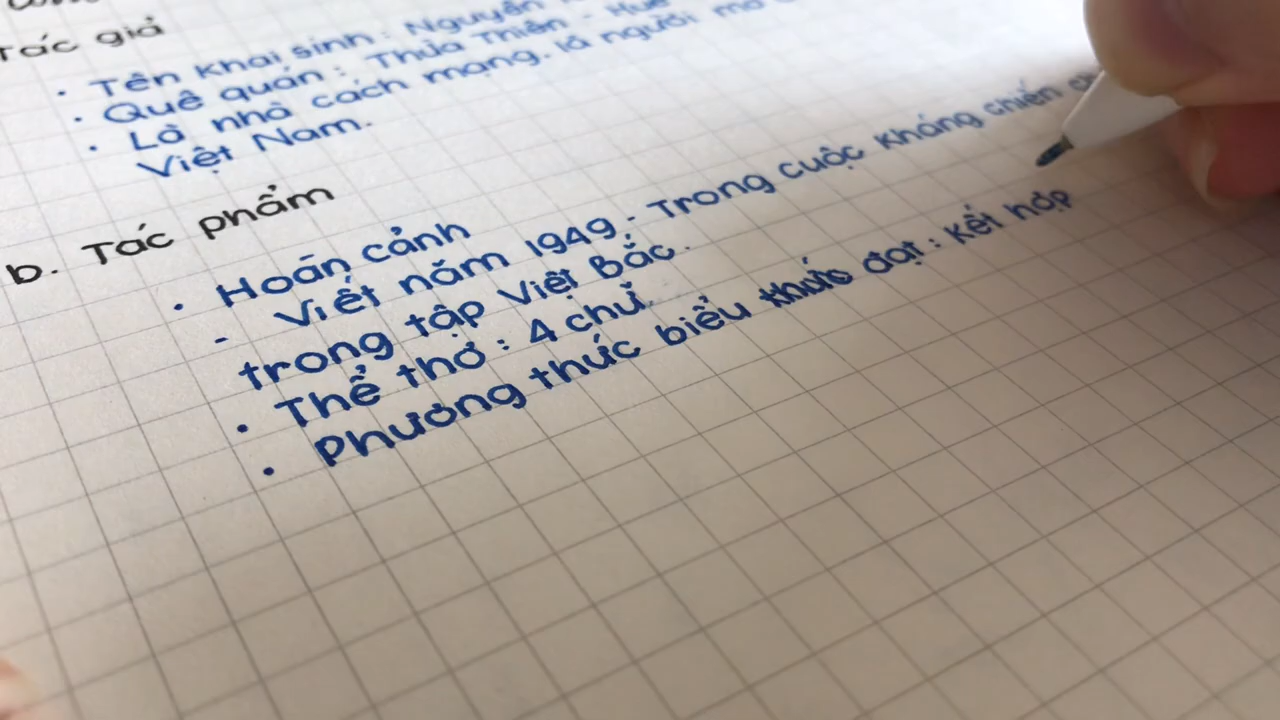 Tác giả
• Tên khai sinh : Nguyễn
• Quê quán : Thừa Thiên - Huế
• Là nhà cách mạng. là người mở
Việt Nam.
b. Tác phẩm
• Hoàn cảnh
- Viết năm 1949. - Trong cuộc kháng chiến
trong tập Việt Bắc.
• Thể thơ : 4 chữ.
• Phương thức biểu thức đạt : Kết hợp